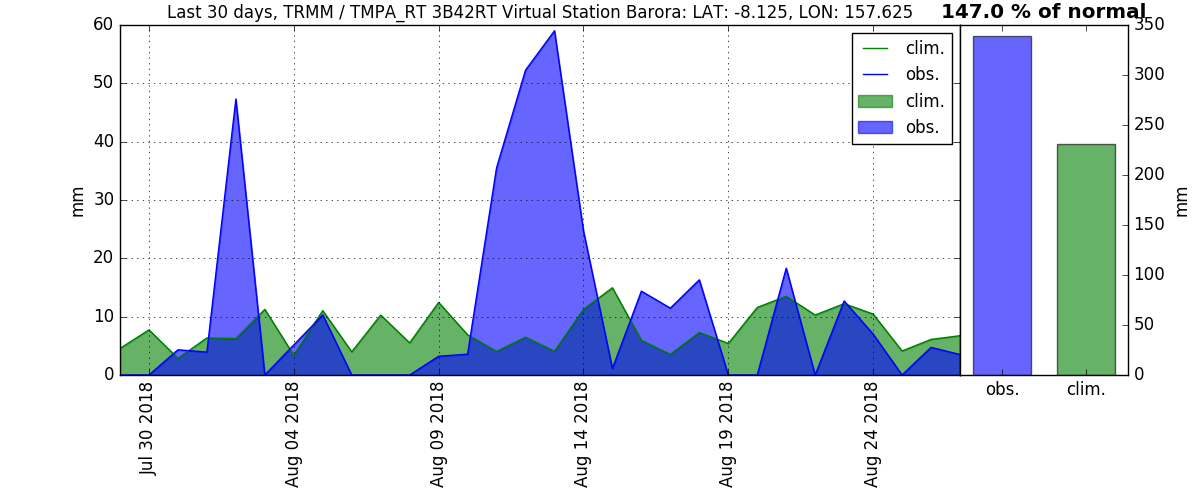 Last 30 days, TRMM / TMPA_RT 3B42RT Virtual Station Barora: LAT: -8.125, LON: 157.625
147.0 % of normal
60
50
40
30
20
10
0
mm
clim.
obs.
clim.
obs.
350
300
250
200
150
100
50
0
mm
Jul 30 2018
Aug 04 2018
Aug 09 2018
Aug 14 2018
Aug 19 2018
Aug 24 2018
obs.
clim.